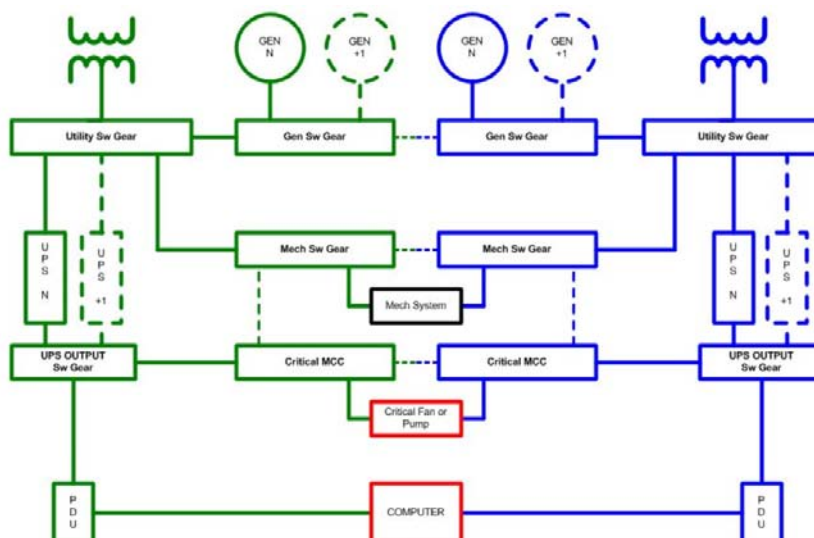 GEN
N
GEN
+1
GEN
N
GEN
+1
Utility Sw Gear
Gen Sw Gear
Gen Sw Gear
Utility Sw Gear
U
P
S
N
U
P
S
+1
Mech Sw Gear
Mech Sw Gear
U
P
S
N
U
P
S
+1
Mech System
UPS OUTPUT
Sw Gear
Critical MCC
Critical MCC
UPS OUTPUT
Sw Gear
Critical Fan or
Pump
P
D
U
COMPUTER
P
D
U